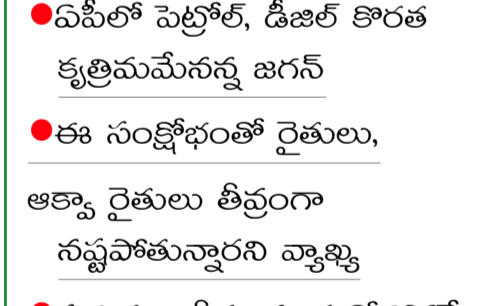 ●ఏపీలో పెట్రోల్, డీజిల్ కొరత
కృత్రిమమేనన్న జగన్
●ఈ సంక్షోభంతో రైతులు,
ఆక్వా రైతులు తీవ్రంగా
నష్టపోతున్నారని వ్యాఖ్య